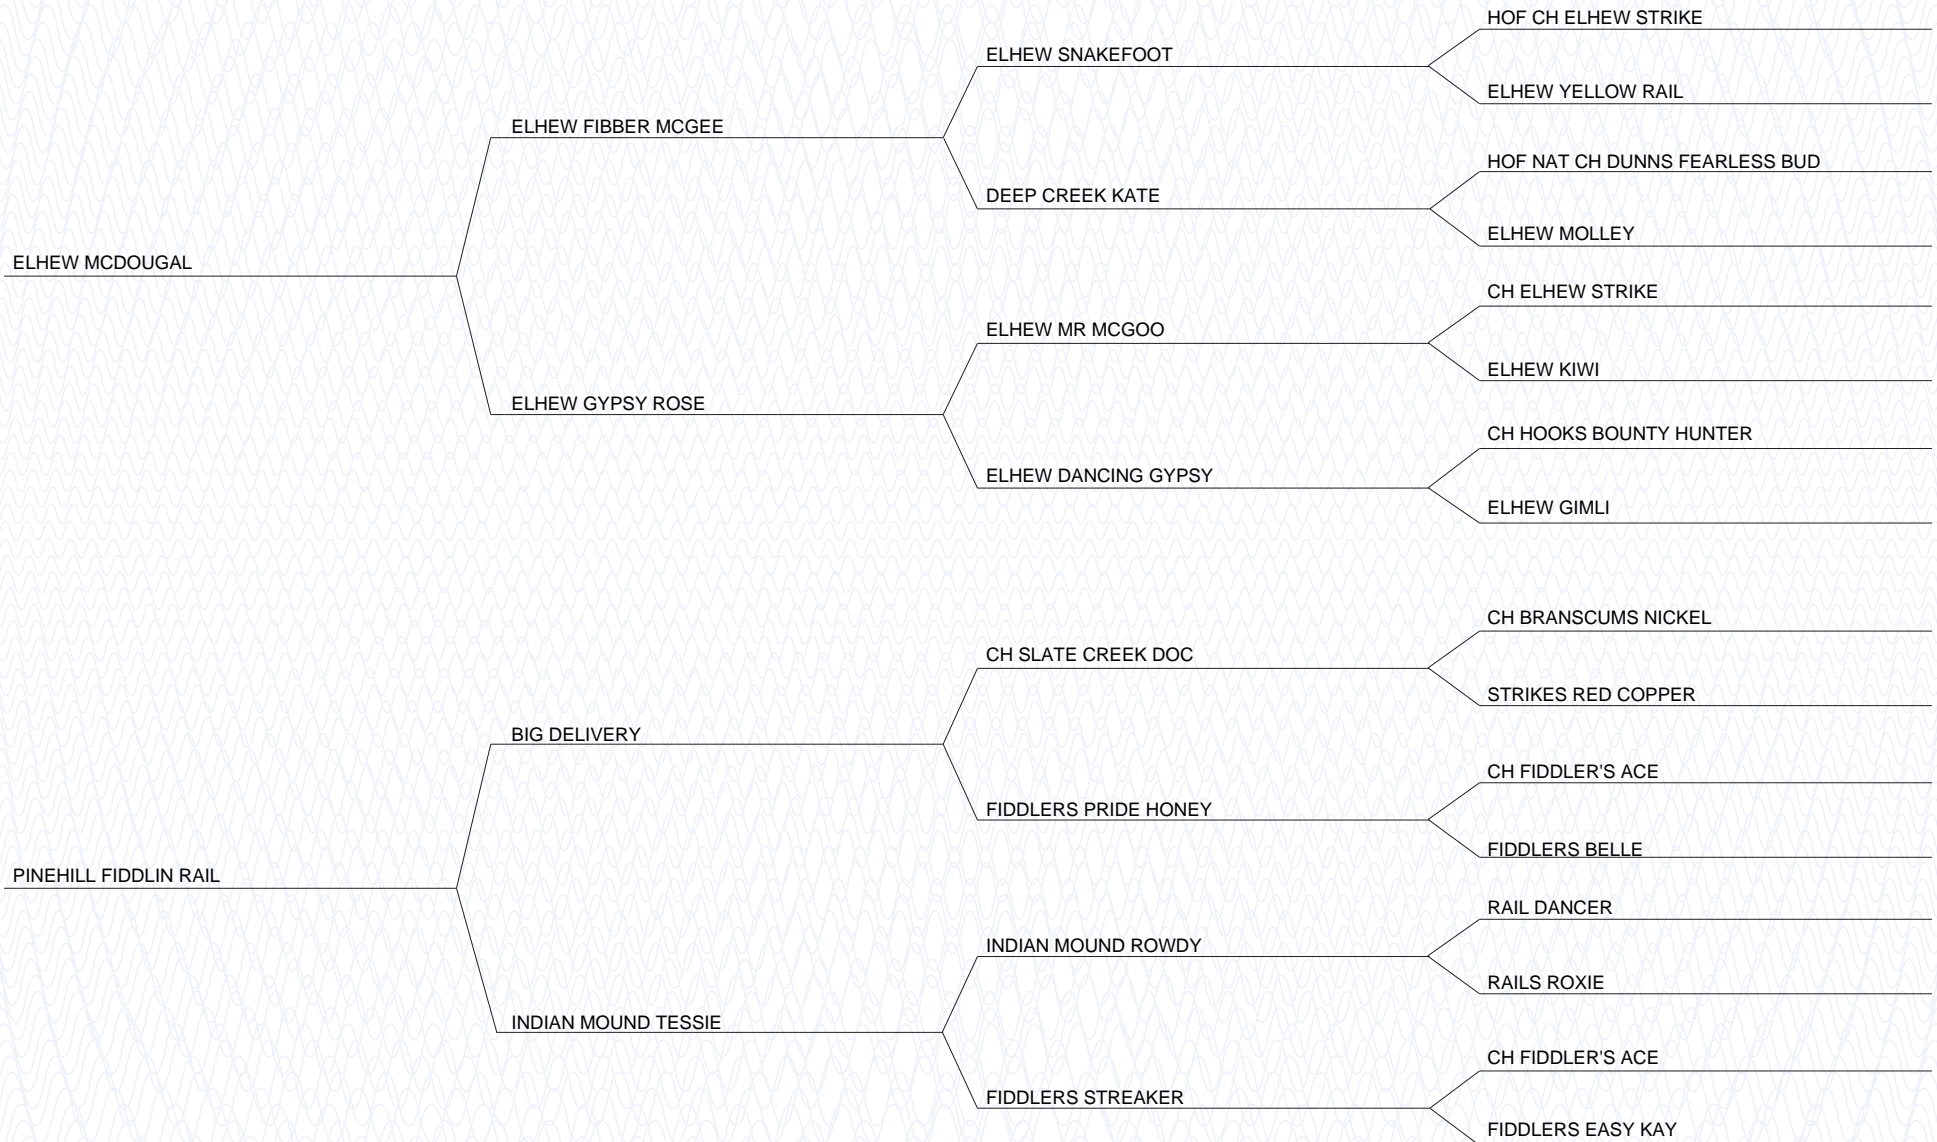 HOF CH ELHEW STRIKE
ELHEW SNAKEFOOT
ELHEW YELLOW RAIL
ELHEW FIBBER MCGEE
HOF NAT CH DUNNS FEARLESS BUD
DEEP CREEK KATE
ELHEW MOLLEY
ELHEW MCDOUGAL
CH ELHEW STRIKE
ELHEW MR MCGOO
ELHEW KIWI
ELHEW GYPSY ROSE
CH HOOKS BOUNTY HUNTER
ELHEW DANCING GYPSY
ELHEW GIMLI
CH BRANSCUMS NICKEL
CH SLATE CREEK DOC
STRIKES RED COPPER
BIG DELIVERY
CH FIDDLER'S ACE
FIDDLERS PRIDE HONEY
FIDDLERS BELLE
PINEHILL FIDDLIN RAIL
RAIL DANCER
INDIAN MOUND ROWDY
RAILS ROXIE
INDIAN MOUND TESSIE
CH FIDDLER'S ACE
FIDDLERS STREAKER
FIDDLERS EASY KAY